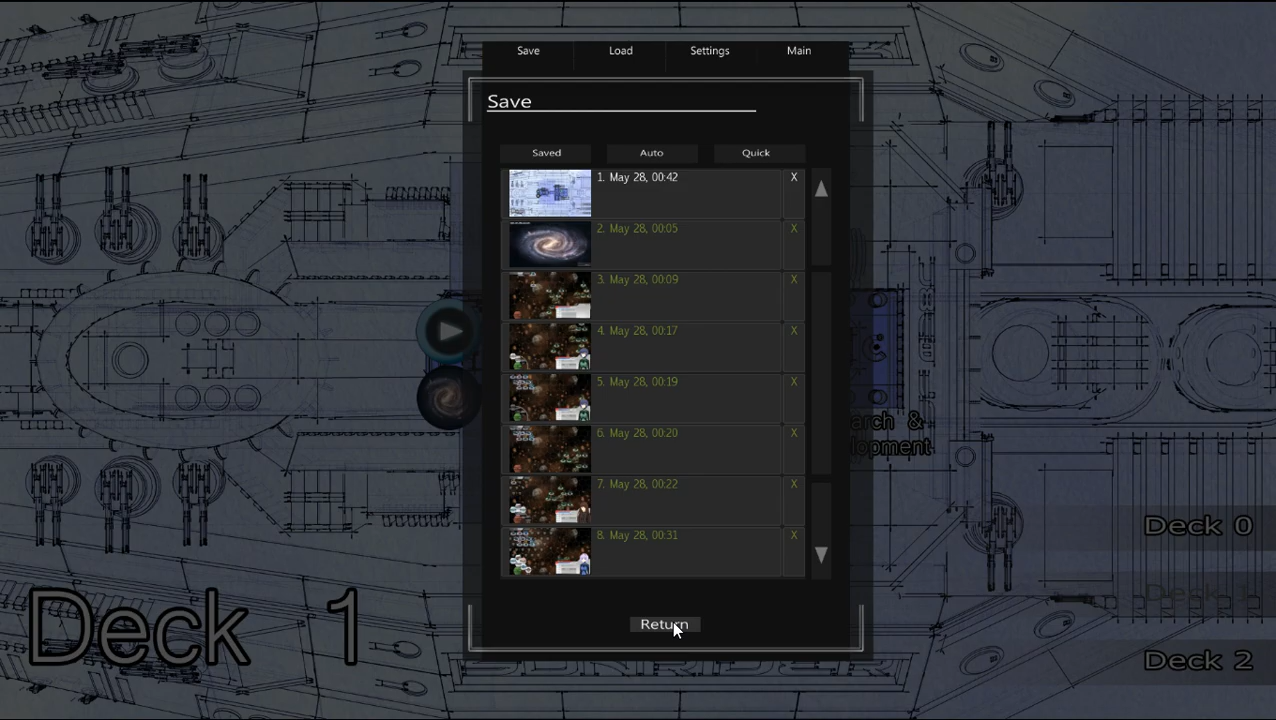 Save Load Settings Main
Save
Saved Auto Quick
1. May 28, 00:42 X
2. May 28, 00:05 X
3. May 28, 00:09 X
4. May 28, 00:17 X
5. May 28, 00:19 X
6. May 28, 00:20 X
7. May 28, 00:22 X
8. May 28, 00:31 X
Return
arch &
opment
Deck 0
Deck 1
Deck 2